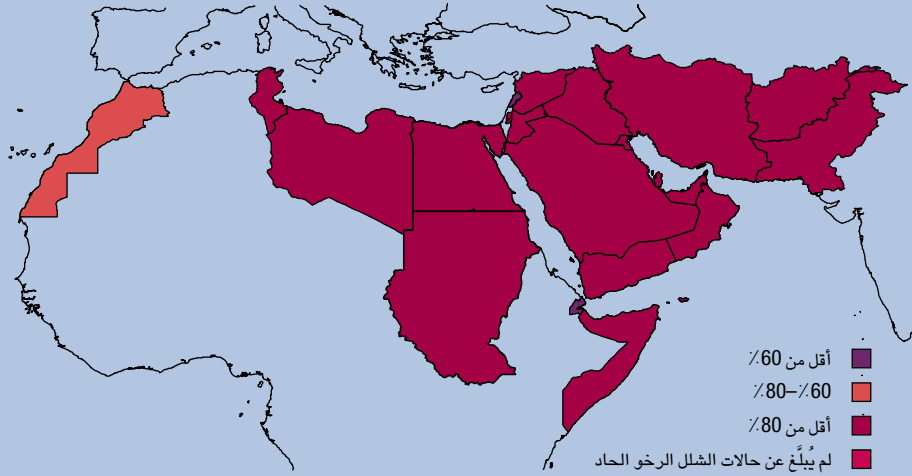 أقل من 60٪
60٪–80٪
أقل من 80٪
لم يُبلَّغ عن حالات الشلل الرخو الحاد